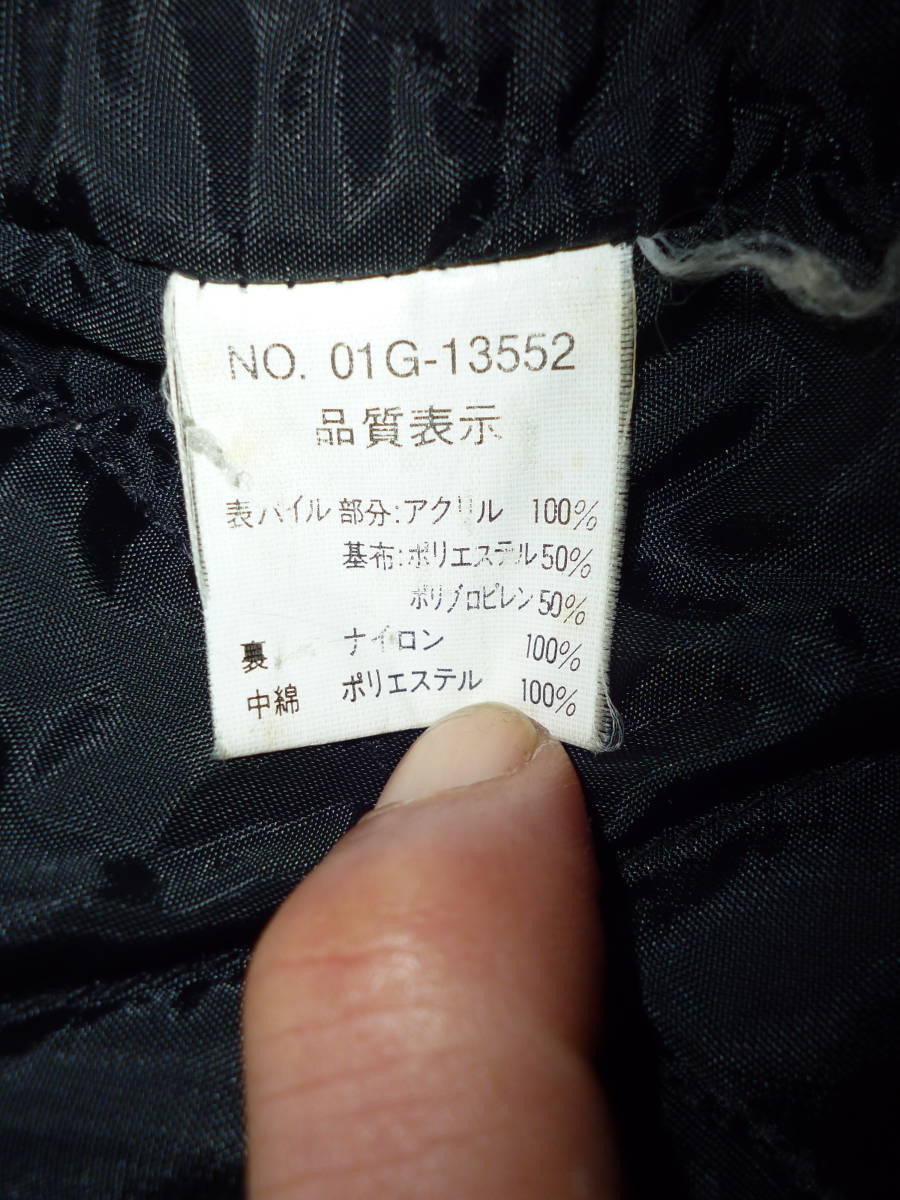 NO. 01G-13552
品質表示
表パイル部分:アクリル 100%
基布:ポリエステル50%
ポリプロピレン50%
裏 ナイロン 100%
中綿 ポリエステル 100%